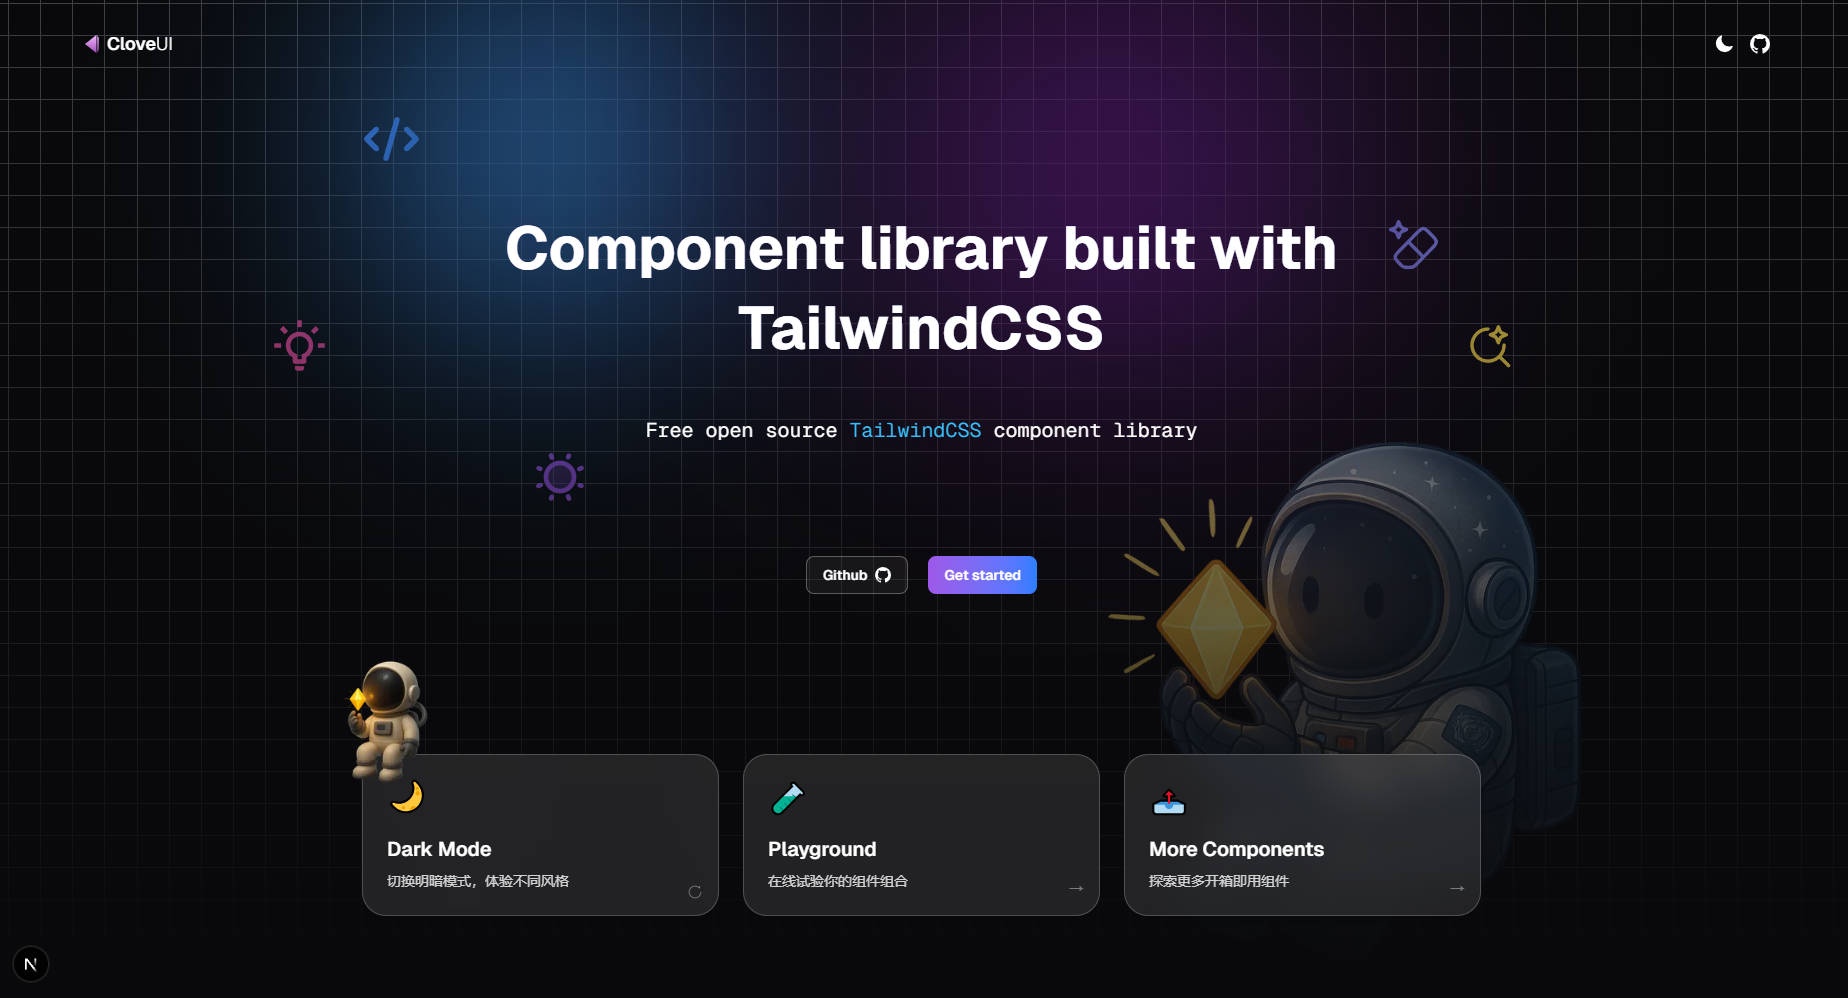 CloveUI
Component library built with
TailwindCSS
Free open source TailwindCSS component library
Github
Get started
Dark Mode
切换明暗模式，体验不同风格
Playground
在线试验你的组件组合
More Components
探索更多开箱即用组件
N